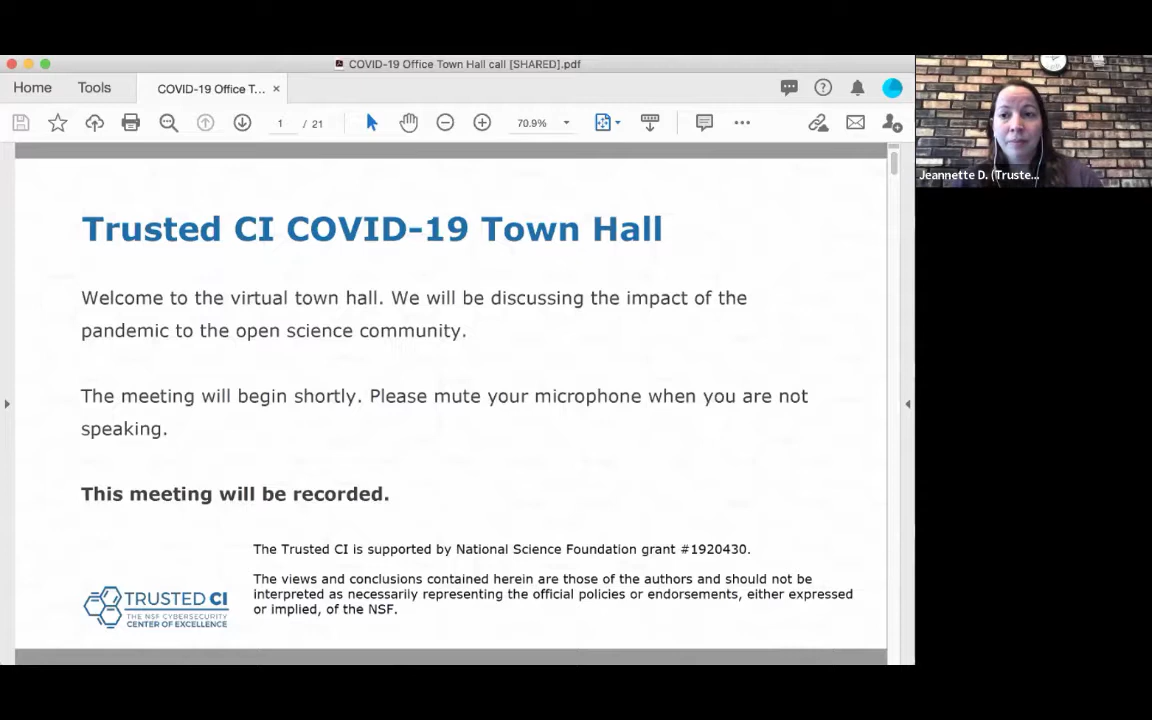 COVID-19 Office Town Hall call [SHARED].pdf
Home
Tools
COVID-19 Office T...
1 / 21
70.9%
Jeannette D. (Truste...
Trusted CI COVID-19 Town Hall
Welcome to the virtual town hall. We will be discussing the impact of the
pandemic to the open science community.
The meeting will begin shortly. Please mute your microphone when you are not
speaking.
This meeting will be recorded.
The Trusted CI is supported by National Science Foundation grant #1920430.
The views and conclusions contained herein are those of the authors and should not be
interpreted as necessarily representing the official policies or endorsements, either expressed
or implied, of the NSF.
TRUSTED CI
THE NSF CYBERSECURITY
CENTER OF EXCELLENCE